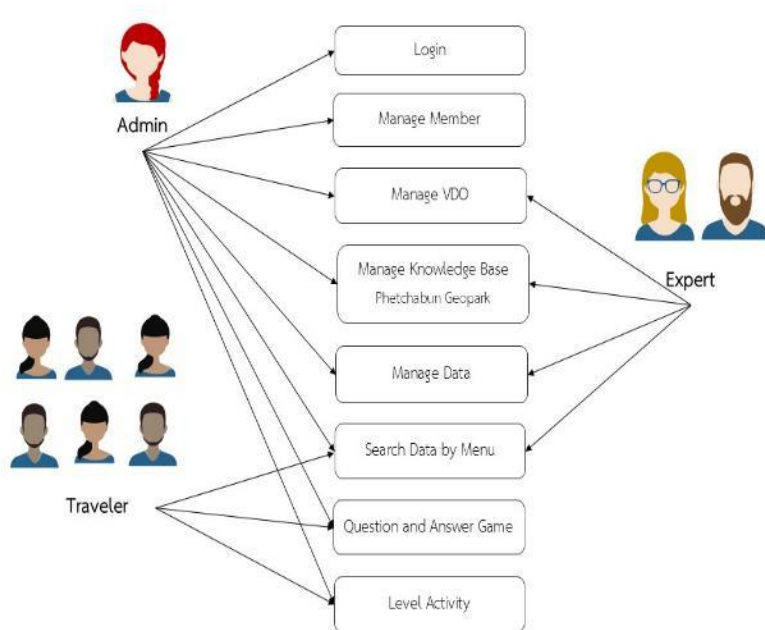 Login
Admin
Manage Member
Manage VDO
Manage Knowledge Base
Phetchabun Geopark
Expert
Manage Data
Search Data by Menu
Traveler
Question and Answer Game
Level Activity